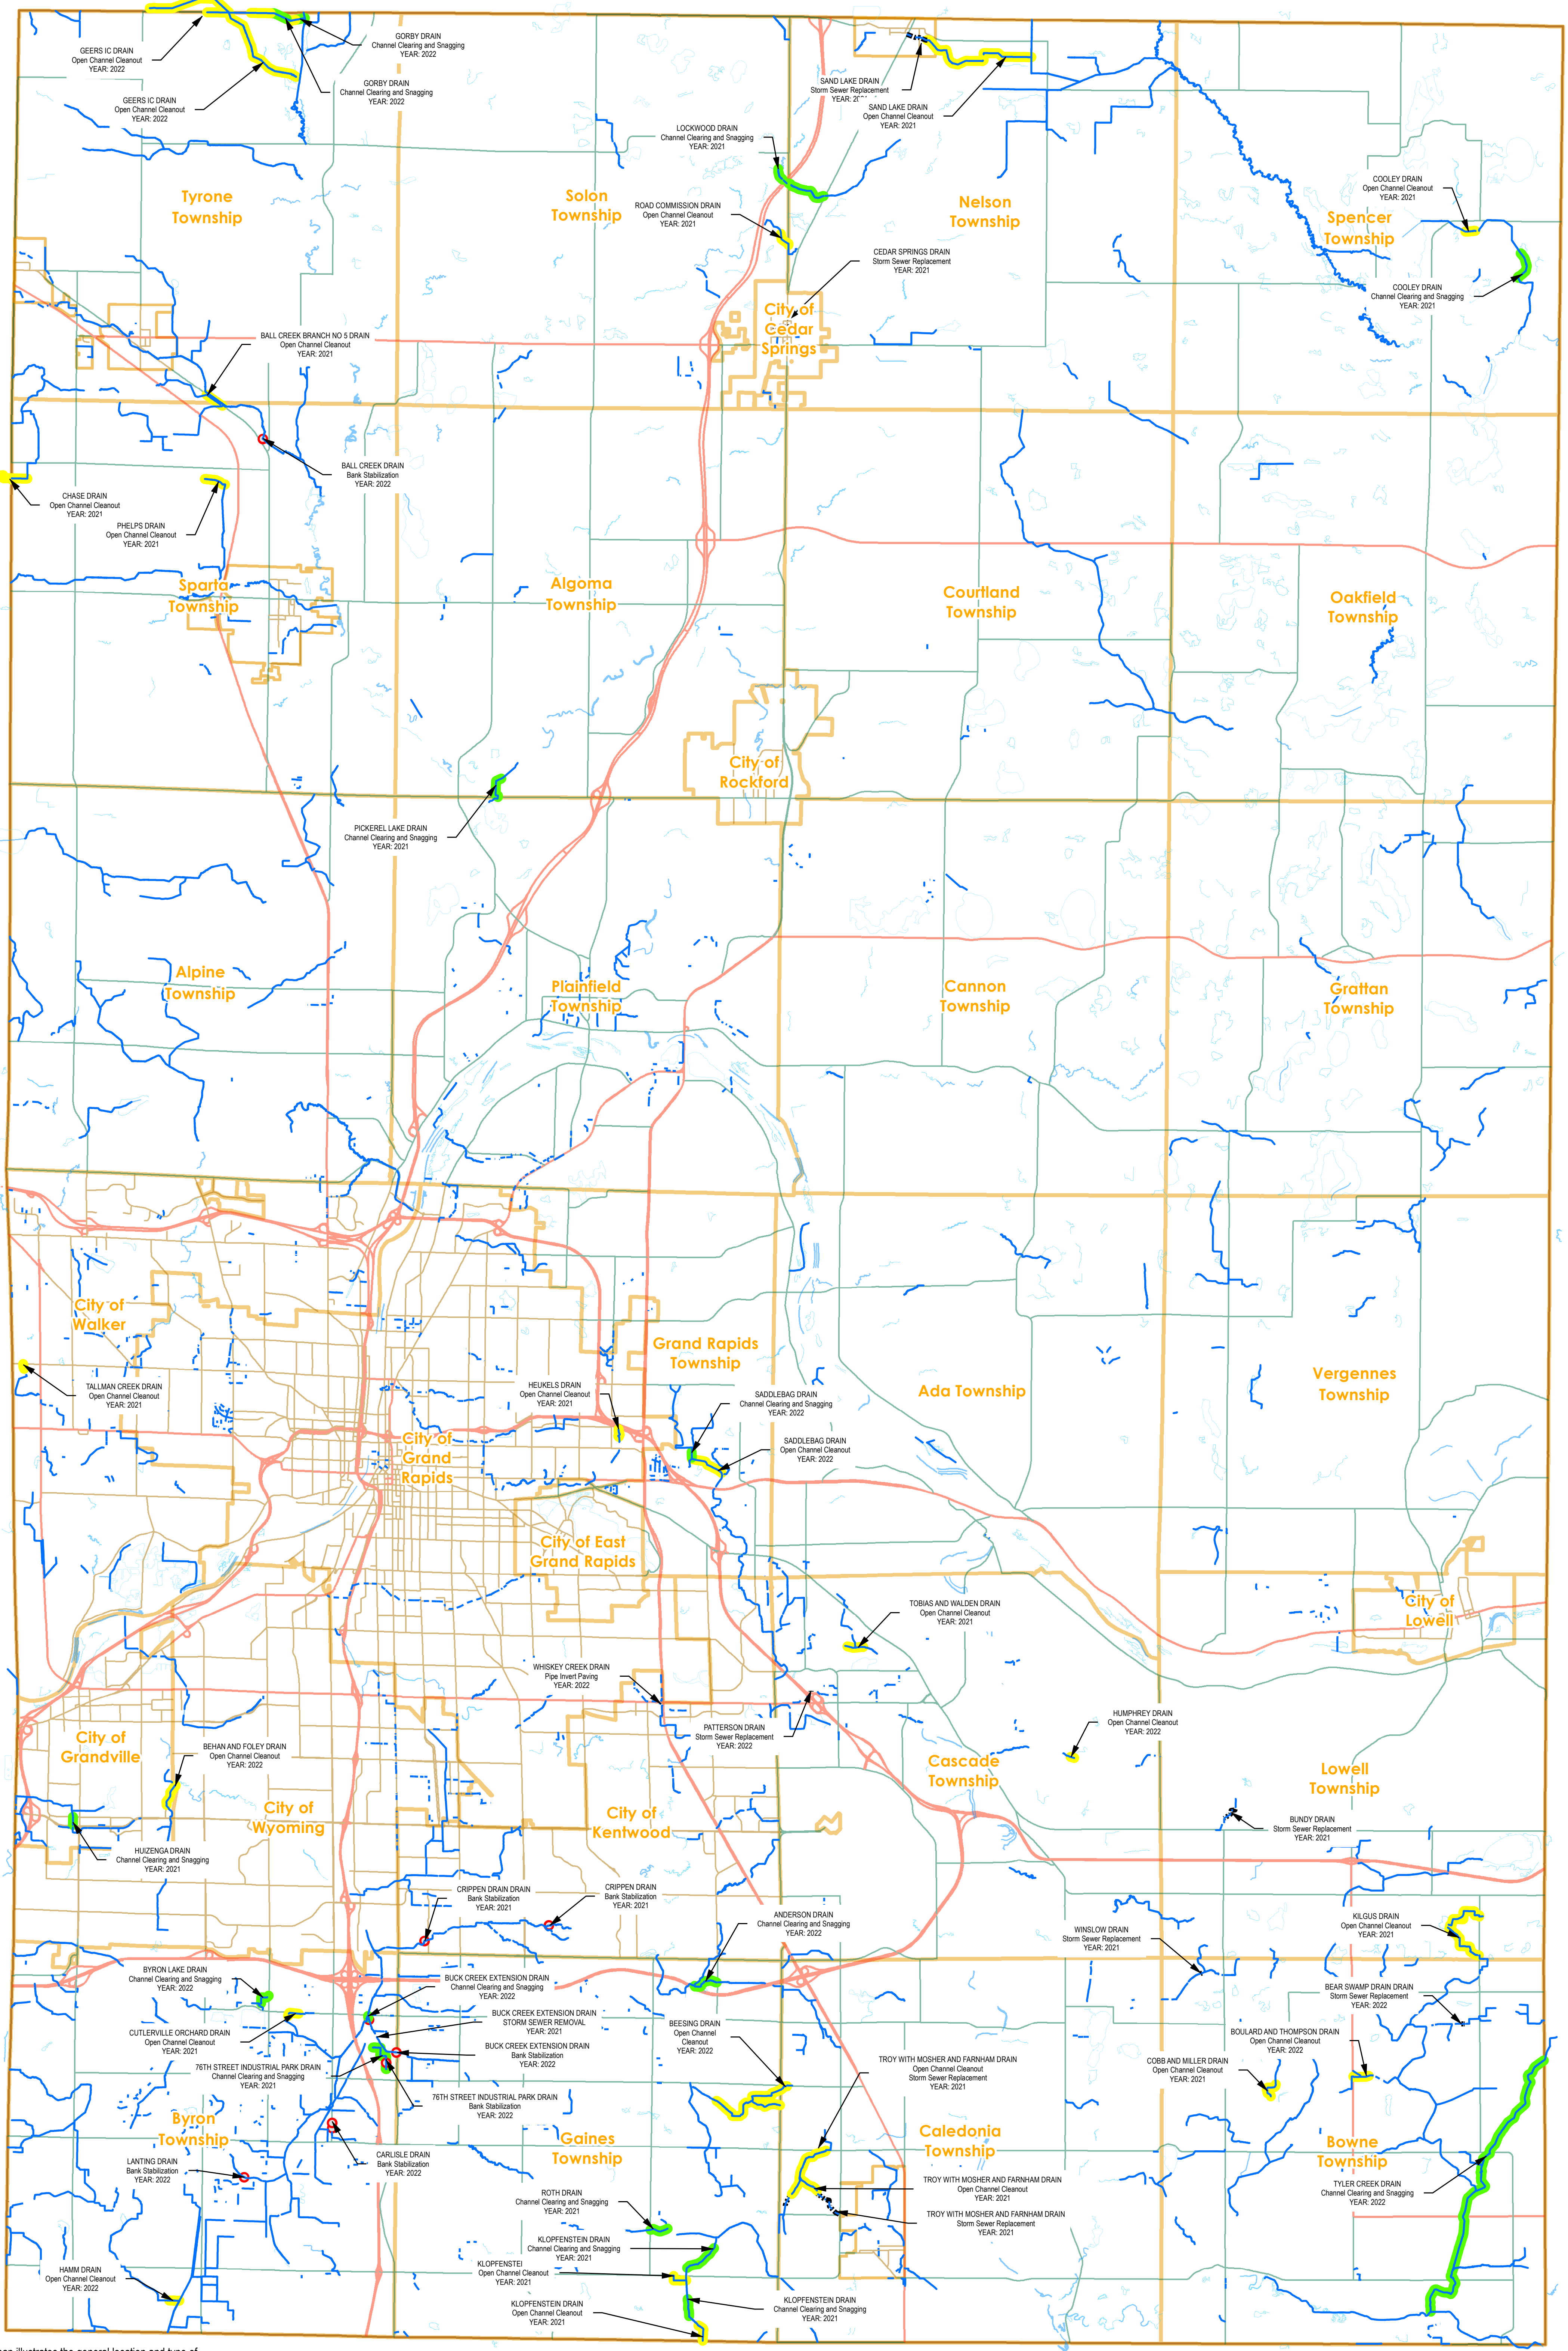 GEERS IC DRAIN
Open Channel Cleanout
YEAR: 2022
GORBY DRAIN
Channel Clearing and Snagging
YEAR: 2022
GORBY DRAIN
Channel Clearing and Snagging
YEAR: 2022
GEERS IC DRAIN
Open Channel Cleanout
YEAR: 2022
SAND LAKE DRAIN
Storm Sewer Replacement
YEAR:
SAND LAKE DRAIN
Open Channel Cleanout
YEAR: 2021
LOCKWOOD DRAIN
Channel Clearing and Snagging
YEAR: 2021
Tyrone
Township
Solon
Township
ROAD COMMISSION DRAIN
Open Channel Cleanout
YEAR: 2021
Nelson
Township
COOLEY DRAIN
Open Channel Cleanout
YEAR: 2021
Spencer
Township
CEDAR SPRINGS DRAIN
Storm Sewer Replacement
YEAR: 2021
COOLEY DRAIN
Channel Clearing and Snagging
YEAR: 2021
City of
Cedar
Springs
BALL CREEK BRANCH NO 5 DRAIN
Open Channel Cleanout
YEAR: 2021
BALL CREEK DRAIN
Bank Stabilization
YEAR: 2022
CHASE DRAIN
Open Channel Cleanout
YEAR: 2021
PHELPS DRAIN
Open Channel Cleanout
YEAR: 2021
Sparta
Township
Algoma
Township
Courtland
Township
Oakfield
Township
City of
Rockford
PICKEREL LAKE DRAIN
Channel Clearing and Snagging
YEAR: 2021
Alpine
Township
Plainfield
Township
Cannon
Township
Grattan
Township
City of
Walker
Grand Rapids
Township
Ada Township
Vergennes
Township
TALLMAN CREEK DRAIN
Open Channel Cleanout
YEAR: 2021
HEUKELS DRAIN
Open Channel Cleanout
YEAR: 2021
SADDLEBAG DRAIN
Channel Clearing and Snagging
YEAR: 2022
SADDLEBAG DRAIN
Open Channel Cleanout
YEAR: 2022
City of
Grand
Rapids
City of East
Grand Rapids
City of
Lowell
TOBIAS AND WALDEN DRAIN
Open Channel Cleanout
YEAR: 2021
WHISKEY CREEK DRAIN
Pipe Invert Paving
YEAR: 2022
PATTERSON DRAIN
Storm Sewer Replacement
YEAR: 2022
HUMPHREY DRAIN
Open Channel Cleanout
YEAR: 2022
City of
Grandville
BEHAN AND FOLEY DRAIN
Open Channel Cleanout
YEAR: 2022
Cascade
Township
Lowell
Township
City of
Wyoming
City of
Kentwood
BUNDY DRAIN
Storm Sewer Replacement
YEAR: 2021
HUIZENGA DRAIN
Channel Clearing and Snagging
YEAR: 2021
CRIPPEN DRAIN DRAIN
Bank Stabilization
YEAR: 2021
CRIPPEN DRAIN
Bank Stabilization
YEAR: 2021
ANDERSON DRAIN
Channel Clearing and Snagging
YEAR: 2022
WINSLOW DRAIN
Storm Sewer Replacement
YEAR: 2021
KILGUS DRAIN
Open Channel Cleanout
YEAR: 2021
BYRON LAKE DRAIN
Channel Clearing and Snagging
YEAR: 2022
BUCK CREEK EXTENSION DRAIN
Channel Clearing and Snagging
YEAR: 2022
BEAR SWAMP DRAIN DRAIN
Storm Sewer Replacement
YEAR: 2022
BUCK CREEK EXTENSION DRAIN
STORM SEWER REMOVAL
YEAR: 2021
BEESING DRAIN
Open Channel
Cleanout
YEAR: 2022
CUTLERVILLE ORCHARD DRAIN
Open Channel Cleanout
YEAR: 2021
BUCK CREEK EXTENSION DRAIN
Bank Stabilization
YEAR: 2022
BOULARD AND THOMPSON DRAIN
Open Channel Cleanout
YEAR: 2022
TROY WITH MOSHER AND FARNHAM DRAIN
Open Channel Cleanout
Storm Sewer Replacement
YEAR: 2021
COBB AND MILLER DRAIN
Open Channel Cleanout
YEAR: 2021
76TH STREET INDUSTRIAL PARK DRAIN
Channel Clearing and Snagging
YEAR: 2021
76TH STREET INDUSTRIAL PARK DRAIN
Bank Stabilization
YEAR: 2022
Byron
Township
Gaines
Township
Caledonia
Township
Bowne
Township
CARLISLE DRAIN
Bank Stabilization
YEAR: 2022
LANTING DRAIN
Bank Stabilization
YEAR: 2022
TYLER CREEK DRAIN
Channel Clearing and Snagging
YEAR: 2022
TROY WITH MOSHER AND FARNHAM DRAIN
Open Channel Cleanout
YEAR: 2021
ROTH DRAIN
Channel Clearing and Snagging
YEAR: 2021
TROY WITH MOSHER AND FARNHAM DRAIN
Storm Sewer Replacement
YEAR: 2021
KLOPFENSTEIN DRAIN
Channel Clearing and Snagging
YEAR: 2021
KLOPFENSTEI
Open Channel Cleanout
YEAR: 2021
HAMM DRAIN
Open Channel Cleanout
YEAR: 2022
KLOPFENSTEIN DRAIN
Channel Clearing and Snagging
YEAR: 2021
KLOPFENSTEIN DRAIN
Open Channel Cleanout
YEAR: 2021